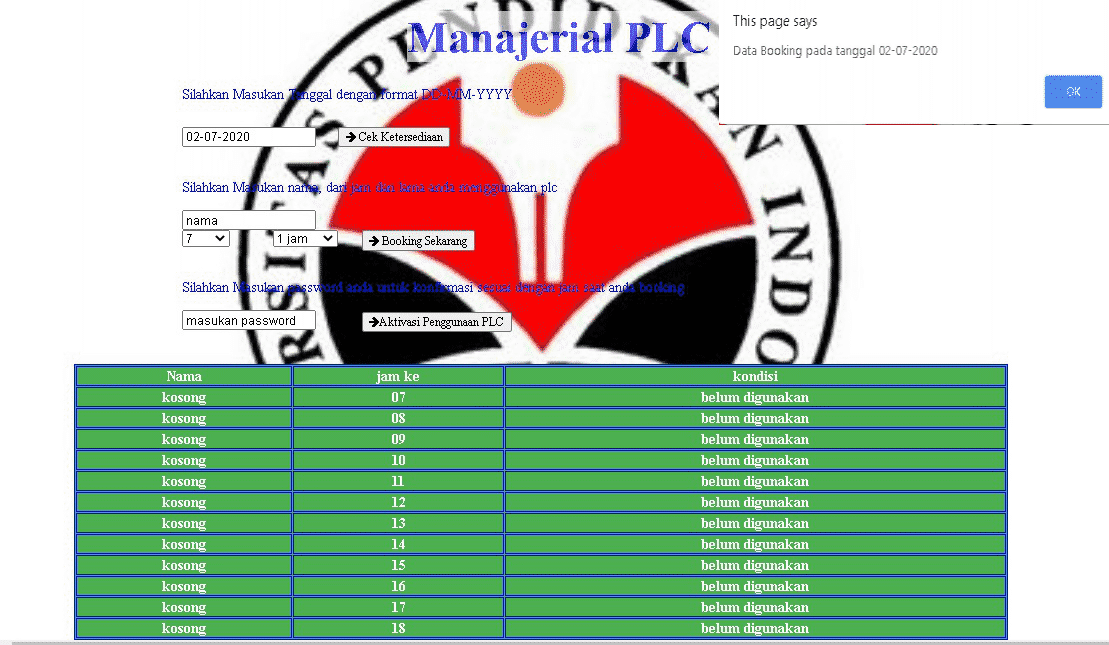 Manajerial PLC
This page says
Data Booking pada tanggal 02-07-2020
OK
Silahkan Masukan Tanggal dengan format DD-MM-YYYY
02-07-2020 Cek Ketersediaan
Silahkan Masukan nama, dari jam dan lama anda menggunakan plc
nama
7 1 jam Booking Sekarang
Silahkan Masukan password anda untuk konfirmasi sesuai dengan jam saat anda booking
masukan password Aktivasi Penggunaan PLC
PENDIDIKAN INDO
RSITAS
Nama jam ke kondisi
kosong 07 belum digunakan
kosong 08 belum digunakan
kosong 09 belum digunakan
kosong 10 belum digunakan
kosong 11 belum digunakan
kosong 12 belum digunakan
kosong 13 belum digunakan
kosong 14 belum digunakan
kosong 15 belum digunakan
kosong 16 belum digunakan
kosong 17 belum digunakan
kosong 18 belum digunakan